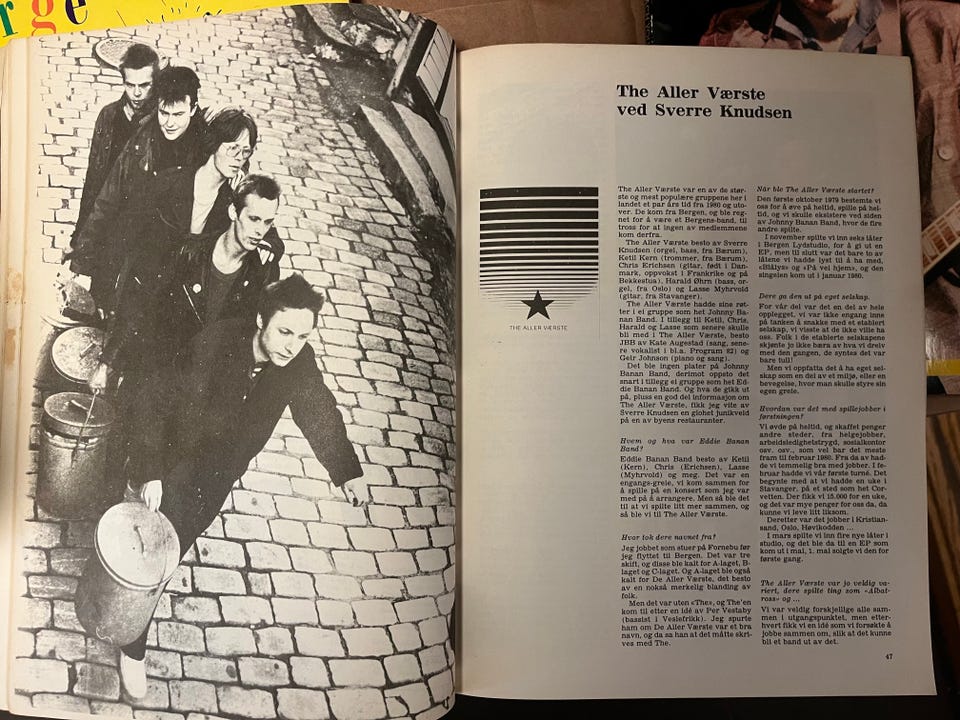 rge
The Aller Værste
ved Sverre Knudsen
THE ALLER VÆRSTE
The Aller Værste var en av de stør-
ste og mest populære gruppene her i
landet et par års tid fra 1980 og uto-
ver. De kom fra Bergen, og ble reg-
net for å være et Bergens-band, til
tross for at ingen av medlemmene
kom derfra.
The Aller Værste besto av Sverre
Knudsen (orgel, bass, fra Bærum),
Ketil Kern (trommer, fra Bærum),
Chris Erichsen (gitar, født i Dan-
mark, oppvokst i Frankrike og på
Bekkestua), Harald Øhrn (bass, or-
gel, fra Oslo) og Lasse Myhrvold
(gitar, fra Stavanger).
The Aller Værste hadde sine røt-
ter i ei gruppe som het Johnny Ba-
nan Band. I tillegg til Ketil, Chris,
Harald og Lasse som senere skulle
bli med i The Aller Værste, besto
JBB av Kate Augestad (sang, sene-
re vokalist i bl.a. Program 82) og
Geir Johnson (piano og sang).
Det ble ingen plater på Johnny
Banan Band, derimot oppsto det
snart i tillegg ei gruppe som het Ed-
die Banan Band. Og hva de gikk ut
på, pluss en god del informasjon om
The Aller Værste, fikk jeg vite av
Sverre Knudsen en glohet junikveld
på en av byens restauranter.
Hvem og hva var Eddie Banan
Band?
Eddie Banan Band besto av Ketil
(Kern), Chris (Erichsen), Lasse
(Myhrvold) og meg. Det var en
engangs-greie, vi kom sammen for
å spille på en konsert som jeg var
med på å arrangere. Men så ble det
til at vi spilte litt mer sammen, og
så ble vi til The Aller Værste.
Hvor tok dere navnet fra?
Jeg jobbet som stuer på Fornebu før
jeg flyttet til Bergen. Det var tre
skift, og disse ble kalt for A-laget, B-
laget og C-laget. Og A-laget ble også
kalt for De Aller Værste, det besto
av en nokså merkelig blanding av
folk.
Men det var uten «The», og The'en
kom til etter en idé av Per Vestaby
(bassist i Veslefrikk). Jeg spurte
ham om De Aller Værste var et bra
navn, og da sa han at det måtte skri-
ves med The.
Når ble The Aller Værste startet?
Den første oktober 1979 bestemte vi
oss for å øve på heltid, spille på hel-
tid, og vi skulle eksistere ved siden
av Johnny Banan Band, hvor de fire
andre spilte.
I november spilte vi inn seks låter
i Bergen Lydstudio, for å gi ut en
EP, men til slutt var det bare to av
låtene vi hadde lyst til å ha med,
«Blålys» og «På vei hjem», og den
singelen kom ut i januar 1980.
Dere ga den ut på eget selskap.
For vår del var det en del av hele
opplegget, vi var ikke engang inne
på tanken å snakke med et etablert
selskap, vi visste at de ikke ville ha
oss. Folk i de etablerte selskapene
skjønte jo ikke bæra av hva vi dreiv
med den gangen, de syntes det var
bare tull!
Men vi oppfatta det å ha eget sel-
skap som en del av et miljø, eller en
bevegelse, hvor man skulle styre sin
egen greie.
Hvordan var det med spillejobber i
førstningen?
Vi øvde på heltid, og skaffet penger
andre steder, fra helgejobber,
arbeidsledighetstrygd, sosialkontor
osv. osv., som vel bar det meste
fram til februar 1980. Fra da av had-
de vi temmelig bra med jobber. I fe-
bruar hadde vi vår første turné. Det
begynte med at vi hadde en uke i
Stavanger, på et sted som het Cor-
vetten. Der fikk vi 15.000 for en uke,
og det var mye penger for oss da, da
kunne vi leve litt liksom.
Deretter var det jobber i Kristian-
sand, Oslo, Høvikodden ...
I mars spilte vi inn fire nye låter i
studio, og det ble da til en EP som
kom ut i mai, 1. mai solgte vi den for
første gang.
The Aller Værste var jo veldig va-
riert, dere spilte ting som «Albat-
ross» og ...
Vi var veldig forskjellige alle sam-
men i utgangspunktet, men etter-
hvert fikk vi en idé som vi forsøkte å
jobbe sammen om, slik at det kunne
bli et band ut av det.
47